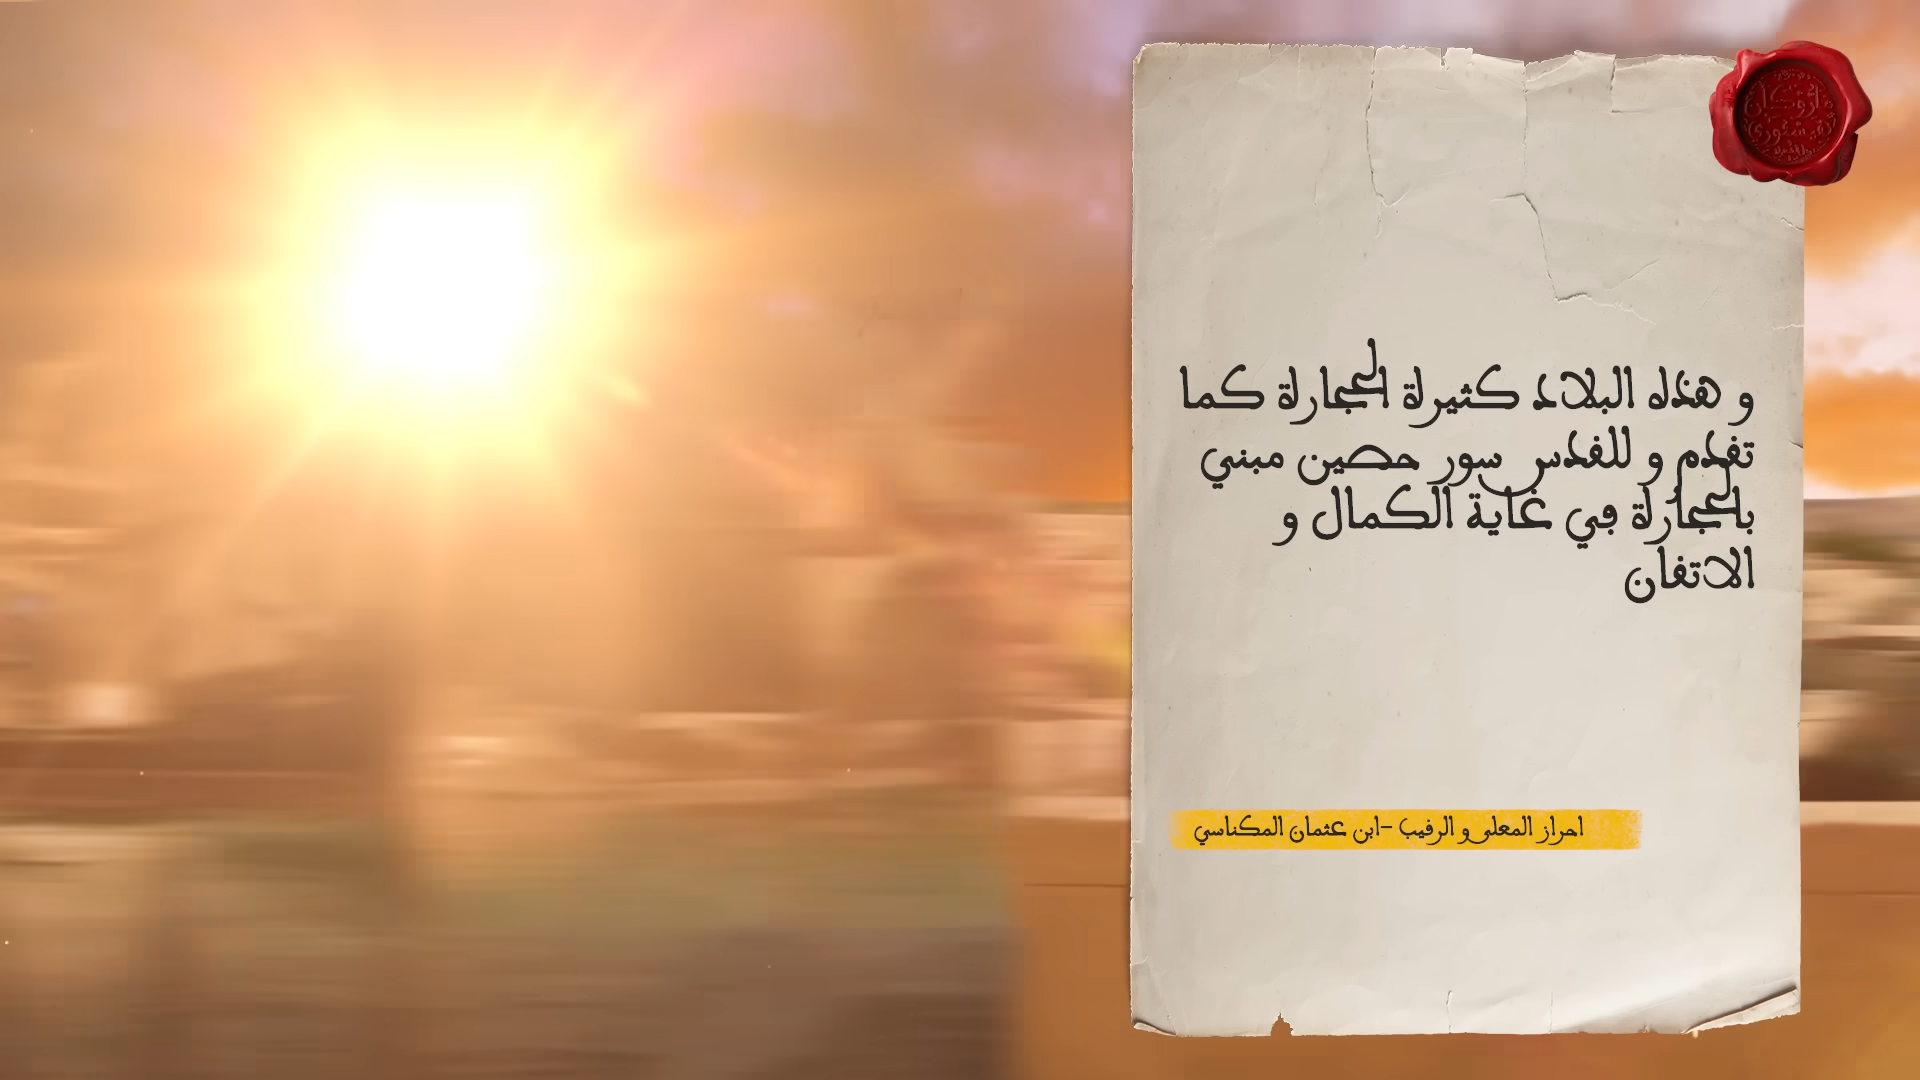 و هذه البلاد كثيرة الحجارة كما
تقدم و للقدس سور حصين مبني
بالحجارة في غاية الكمال و
الاتقان
احراز المعلى و الرقيب -ابن عثمان المكناسي